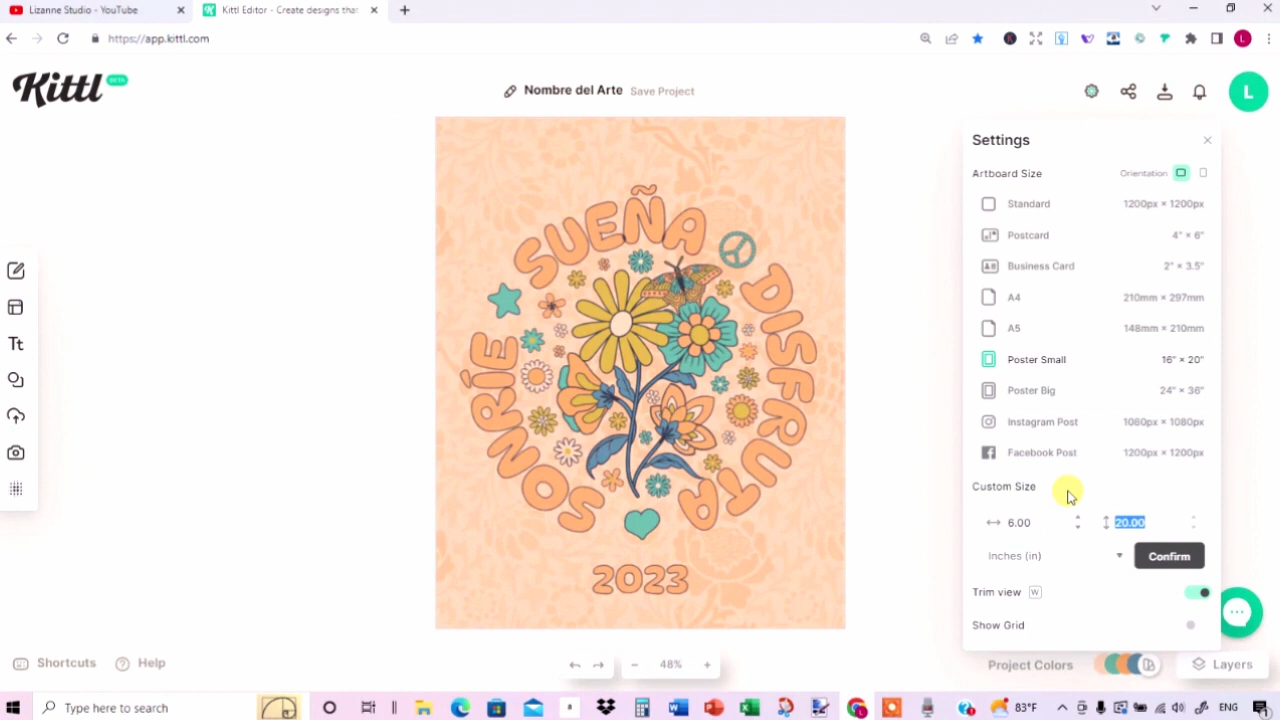 Lizanne Studio - YouTube
Kittl Editor - Create designs tha
https://app.kittl.com
L
Kittl BETA
Nombre del Arte Save Project
L
Settings
Artboard Size Orientation
Standard 1200px × 1200px
Postcard 4" × 6"
Business Card 2" × 3.5"
A4 210mm × 297mm
A5 148mm × 210mm
Poster Small 16" × 20"
Poster Big 24" × 36"
Instagram Post 1080px × 1080px
Facebook Post 1200px × 1200px
Custom Size
6.00 20.00
Inches (in) Confirm
Trim view W
Show Grid
Tt
SUEÑA
DISFRUTA
SONRÍE
2023
Shortcuts Help
48%
Project Colors Layers
Type here to search
83°F
ENG